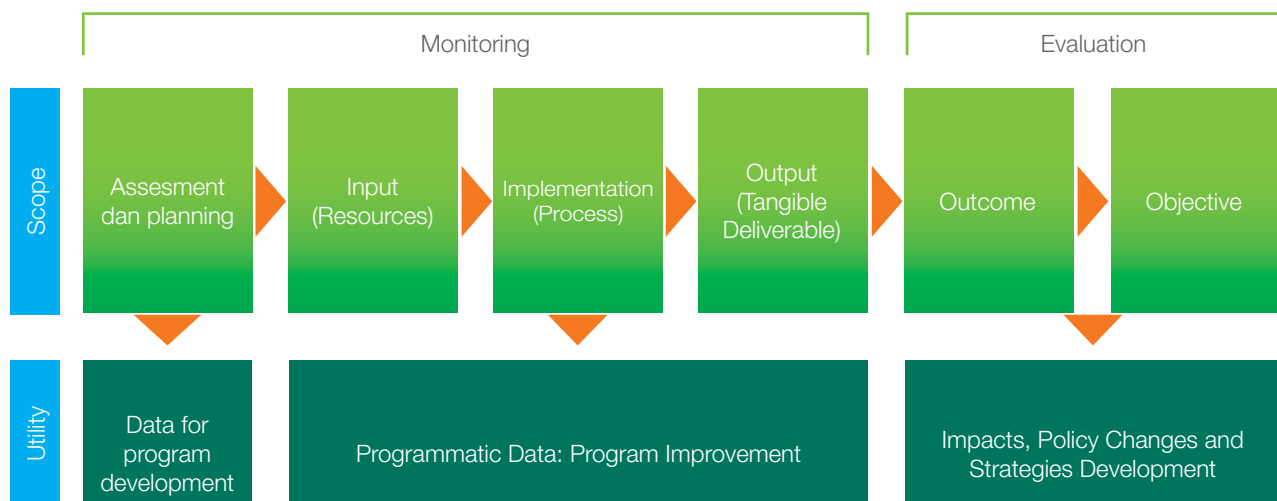 Monitoring
Evaluation
Scope
Assesment
dan planning
Input
(Resources)
Implementation
(Process)
Output
(Tangible
Deliverable)
Outcome
Objective
Utility
Data for
program
development
Programmatic Data: Program Improvement
Impacts, Policy Changes and
Strategies Development